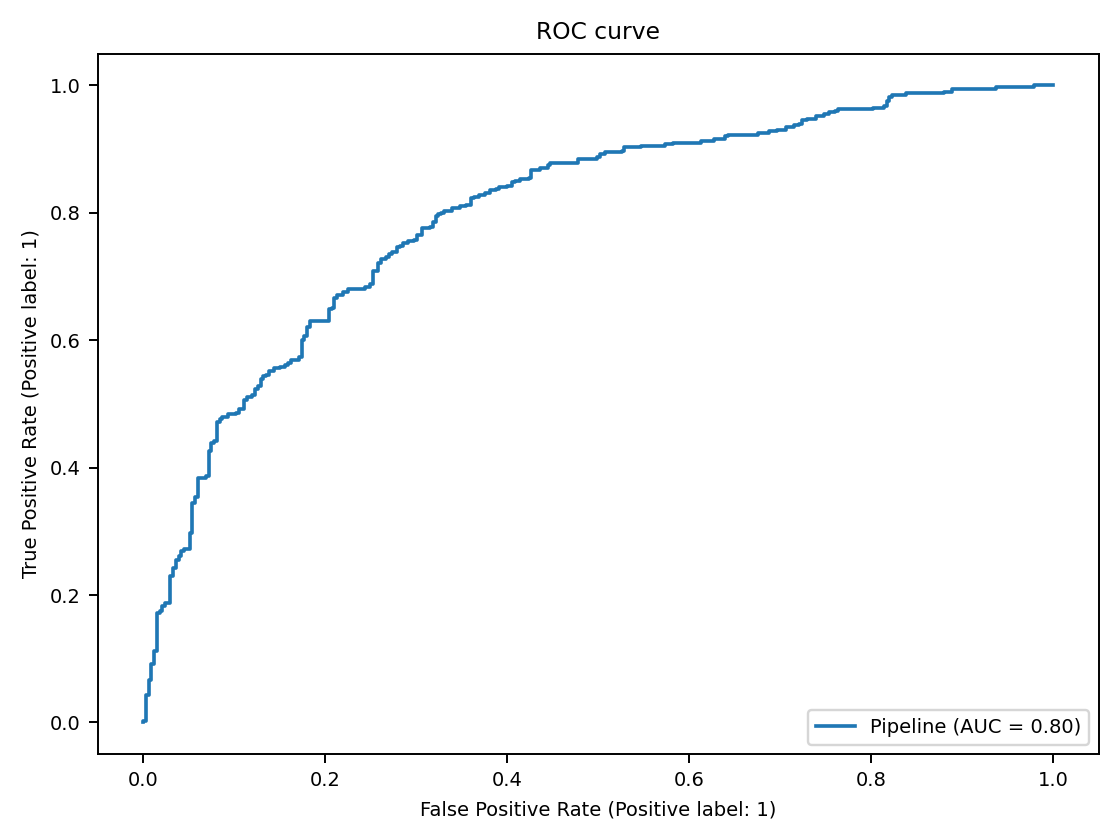 ROC curve
True Positive Rate (Positive label: 1)
1.0
0.8
0.6
0.4
0.2
0.0
Pipeline (AUC = 0.80)
0.0 0.2 0.4 0.6 0.8 1.0
False Positive Rate (Positive label: 1)